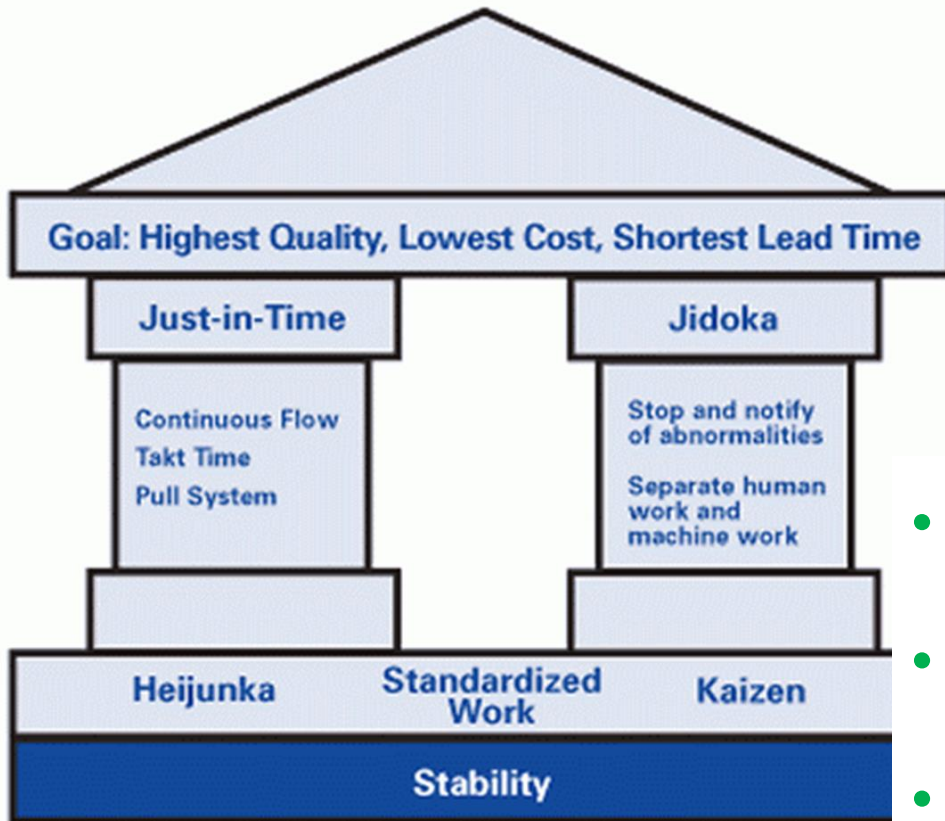 Goal: Highest Quality, Lowest Cost, Shortest Lead Time
Just-in-Time
Continuous Flow
Takt Time
Pull System
Jidoka
Stop and notify
of abnormalities
Separate human
work and
machine work
Heijunka
Standardized
Work
Kaizen
Stability